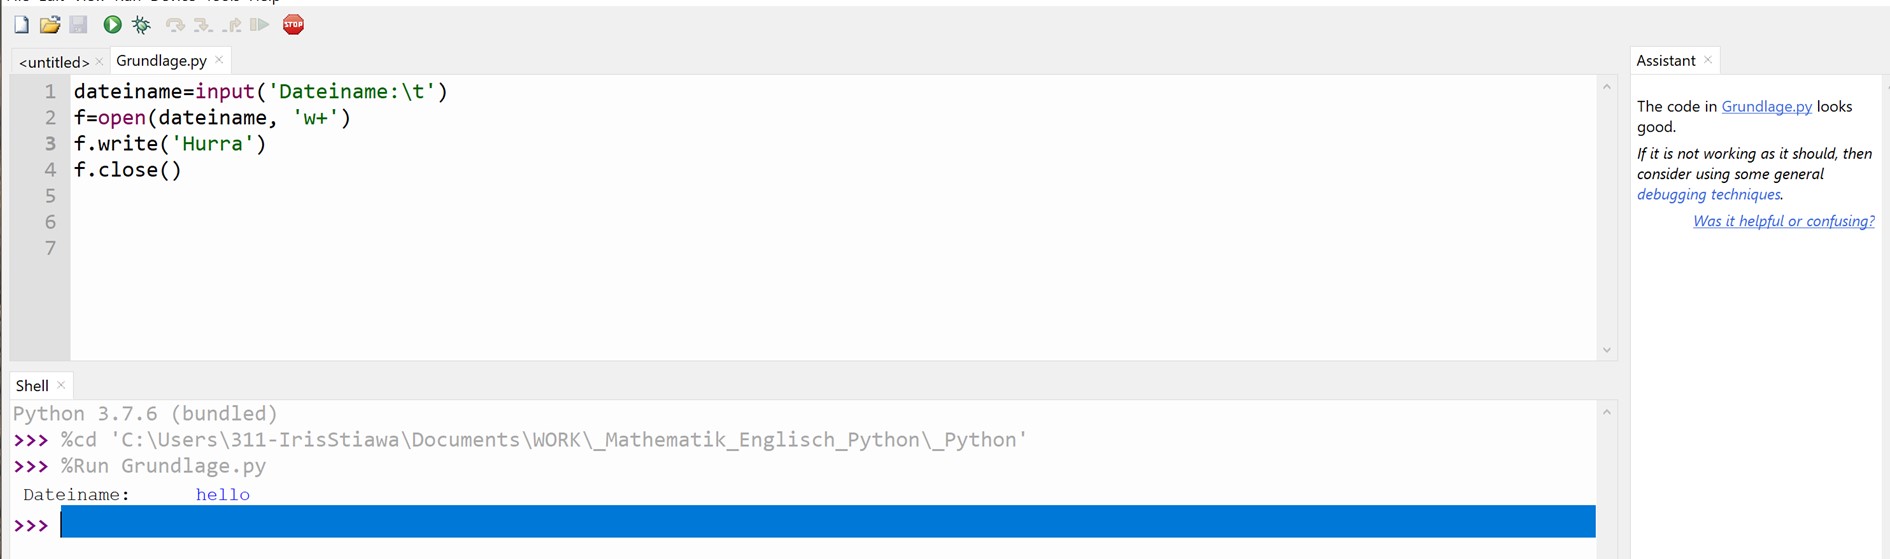 STOP
<untitled> ×
Grundlage.py ×
1 dateiname=input('Dateiname:\t')
2 f=open(dateiname, 'w+')
3 f.write('Hurra')
4 f.close()
5
6
7
Shell ×
Python 3.7.6 (bundled)
>>> %cd 'C:\Users\311-IrisStiawa\Documents\WORK\_Mathematik_Englisch_Python\_Python'
>>> %Run Grundlage.py
Dateiname: hello
>>>
Assistant ×
The code in Grundlage.py looks
good.
If it is not working as it should, then
consider using some general
debugging techniques.
Was it helpful or confusing?